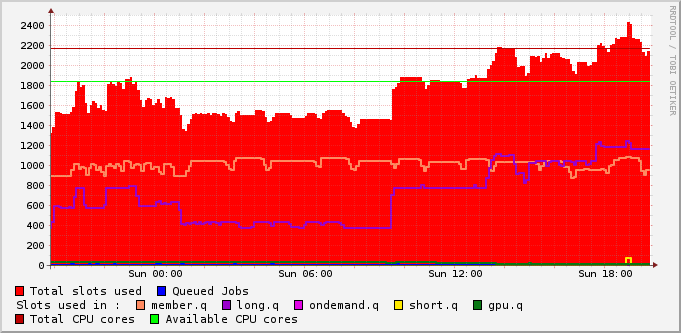 2400
2200
2000
1800
1600
1400
1200
1000
800
600
400
200
0
Sun 00:00 Sun 06:00 Sun 12:00 Sun 18:00
Total slots used Queued Jobs
Slots used in : member.q long.q ondemand.q short.q gpu.q
Total CPU cores Available CPU cores
RRDTOOL / TOBI OETIKER